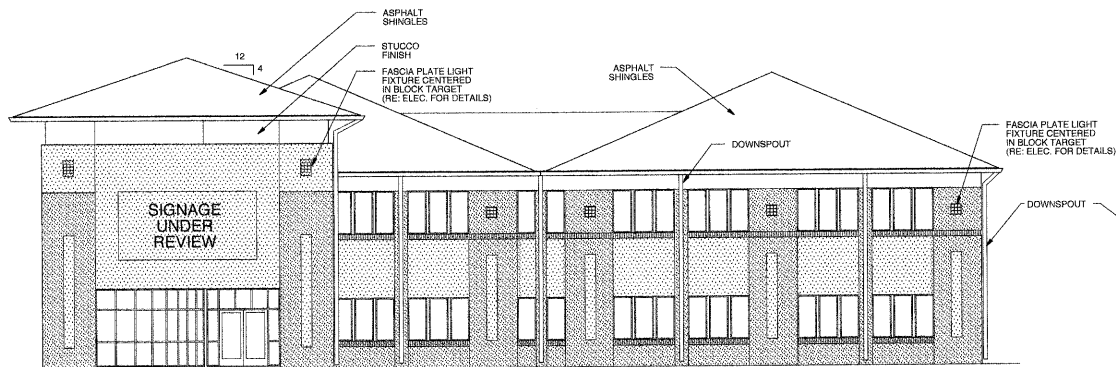 ASPHALT
SHINGLES
STUCCO
FINISH
12
4
FASCIA PLATE LIGHT
FIXTURE CENTERED
IN BLOCK TARGET
(RE: ELEC. FOR DETAILS)
ASPHALT
SHINGLES
DOWNSPOUT
FASCIA PLATE LIGHT
FIXTURE CENTERED
IN BLOCK TARGET
(RE: ELEC. FOR DETAILS)
DOWNSPOUT
SIGNAGE
UNDER
REVIEW